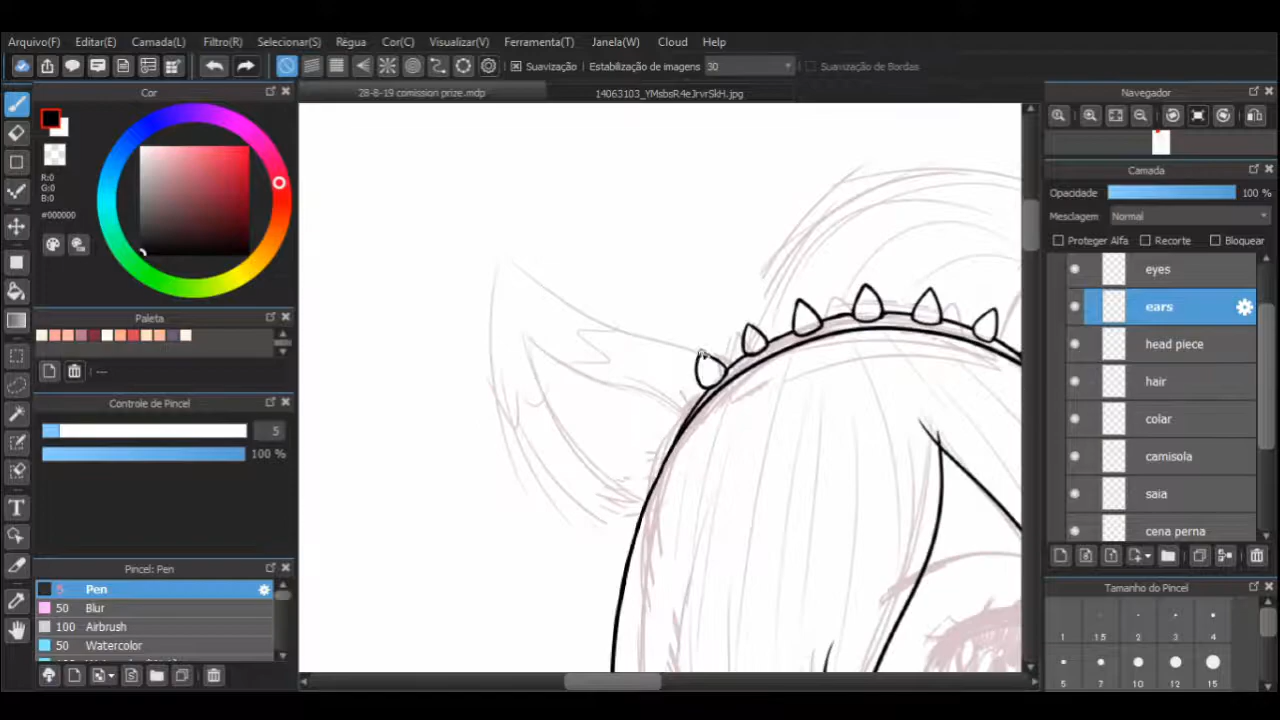 Arquivo(F) Editar(E) Camada(L) Filtro(R) Selecionar(S) Régua Cor(C) Visualizar(V) Ferramenta(T) Janela(W) Cloud Help
Suavização Estabilização de imagens 30 Suavização de Bordas
Cor
28-8-19 comission prize.mdp 14063103_YMsbsR4eJrvrSkH.jpg
Navegador
R:0
G:0
B:0
#000000
Camada
Opacidade 100 %
Mesclagem Normal
Proteger Alfa Recorte Bloquear
eyes
ears
head piece
hair
colar
camisola
saia
cena perna
Paleta
---
Controle de Pincel
5
100 %
Pincel: Pen
5 Pen
50 Blur
100 Airbrush
50 Watercolor
Tamanho do Pincel
1 1.5 2 3 4
5 7 10 12 15